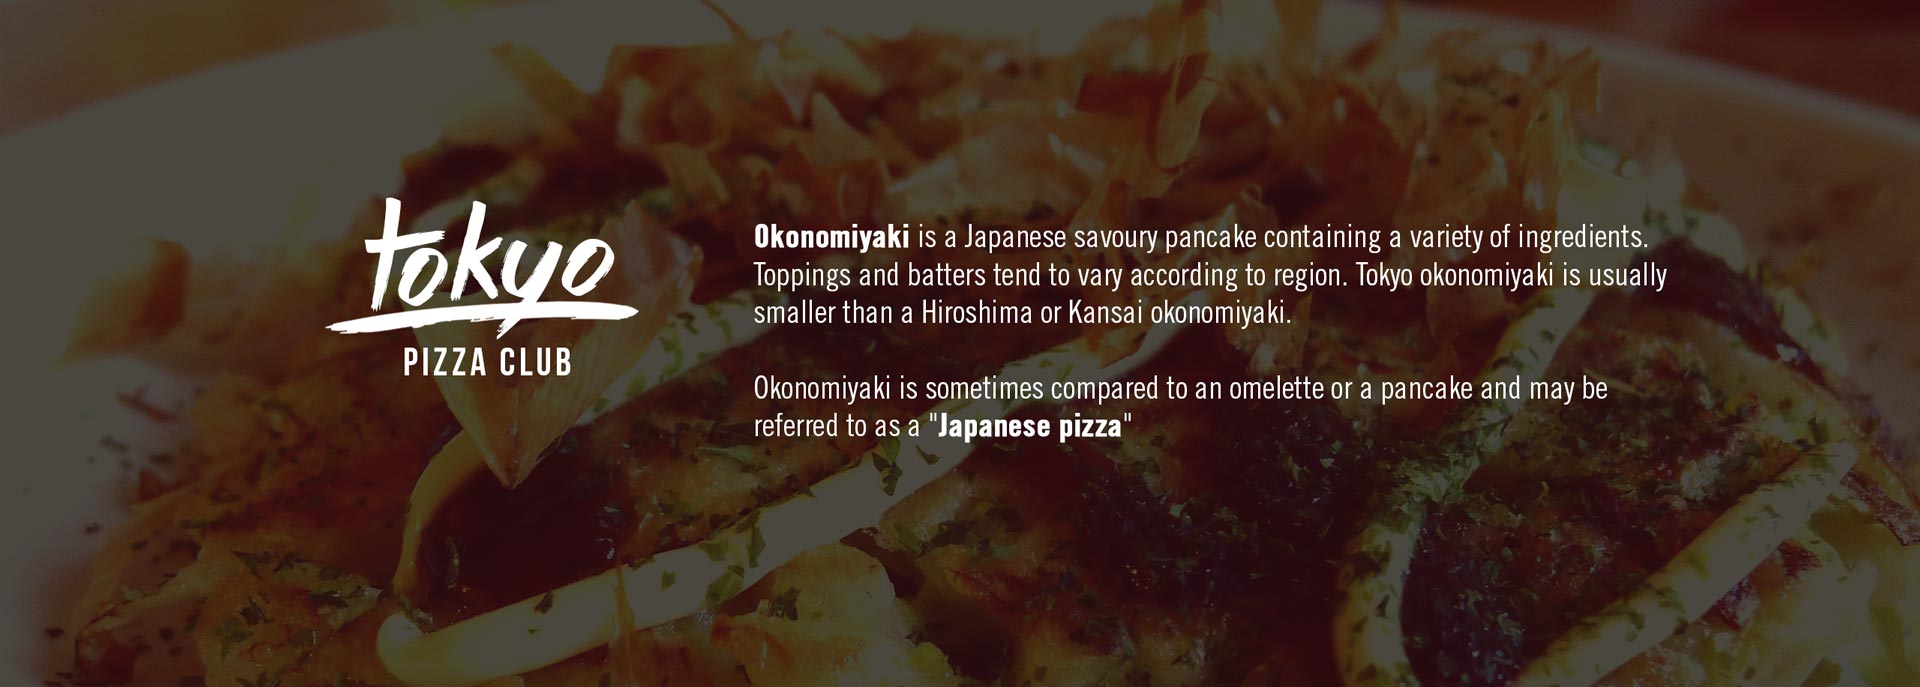 tokyo
PIZZA CLUB
Okonomiyaki is a Japanese savoury pancake containing a variety of ingredients.
Toppings and batters tend to vary according to region. Tokyo okonomiyaki is usually
smaller than a Hiroshima or Kansai okonomiyaki.
Okonomiyaki is sometimes compared to an omelette or a pancake and may be
referred to as a "Japanese pizza"